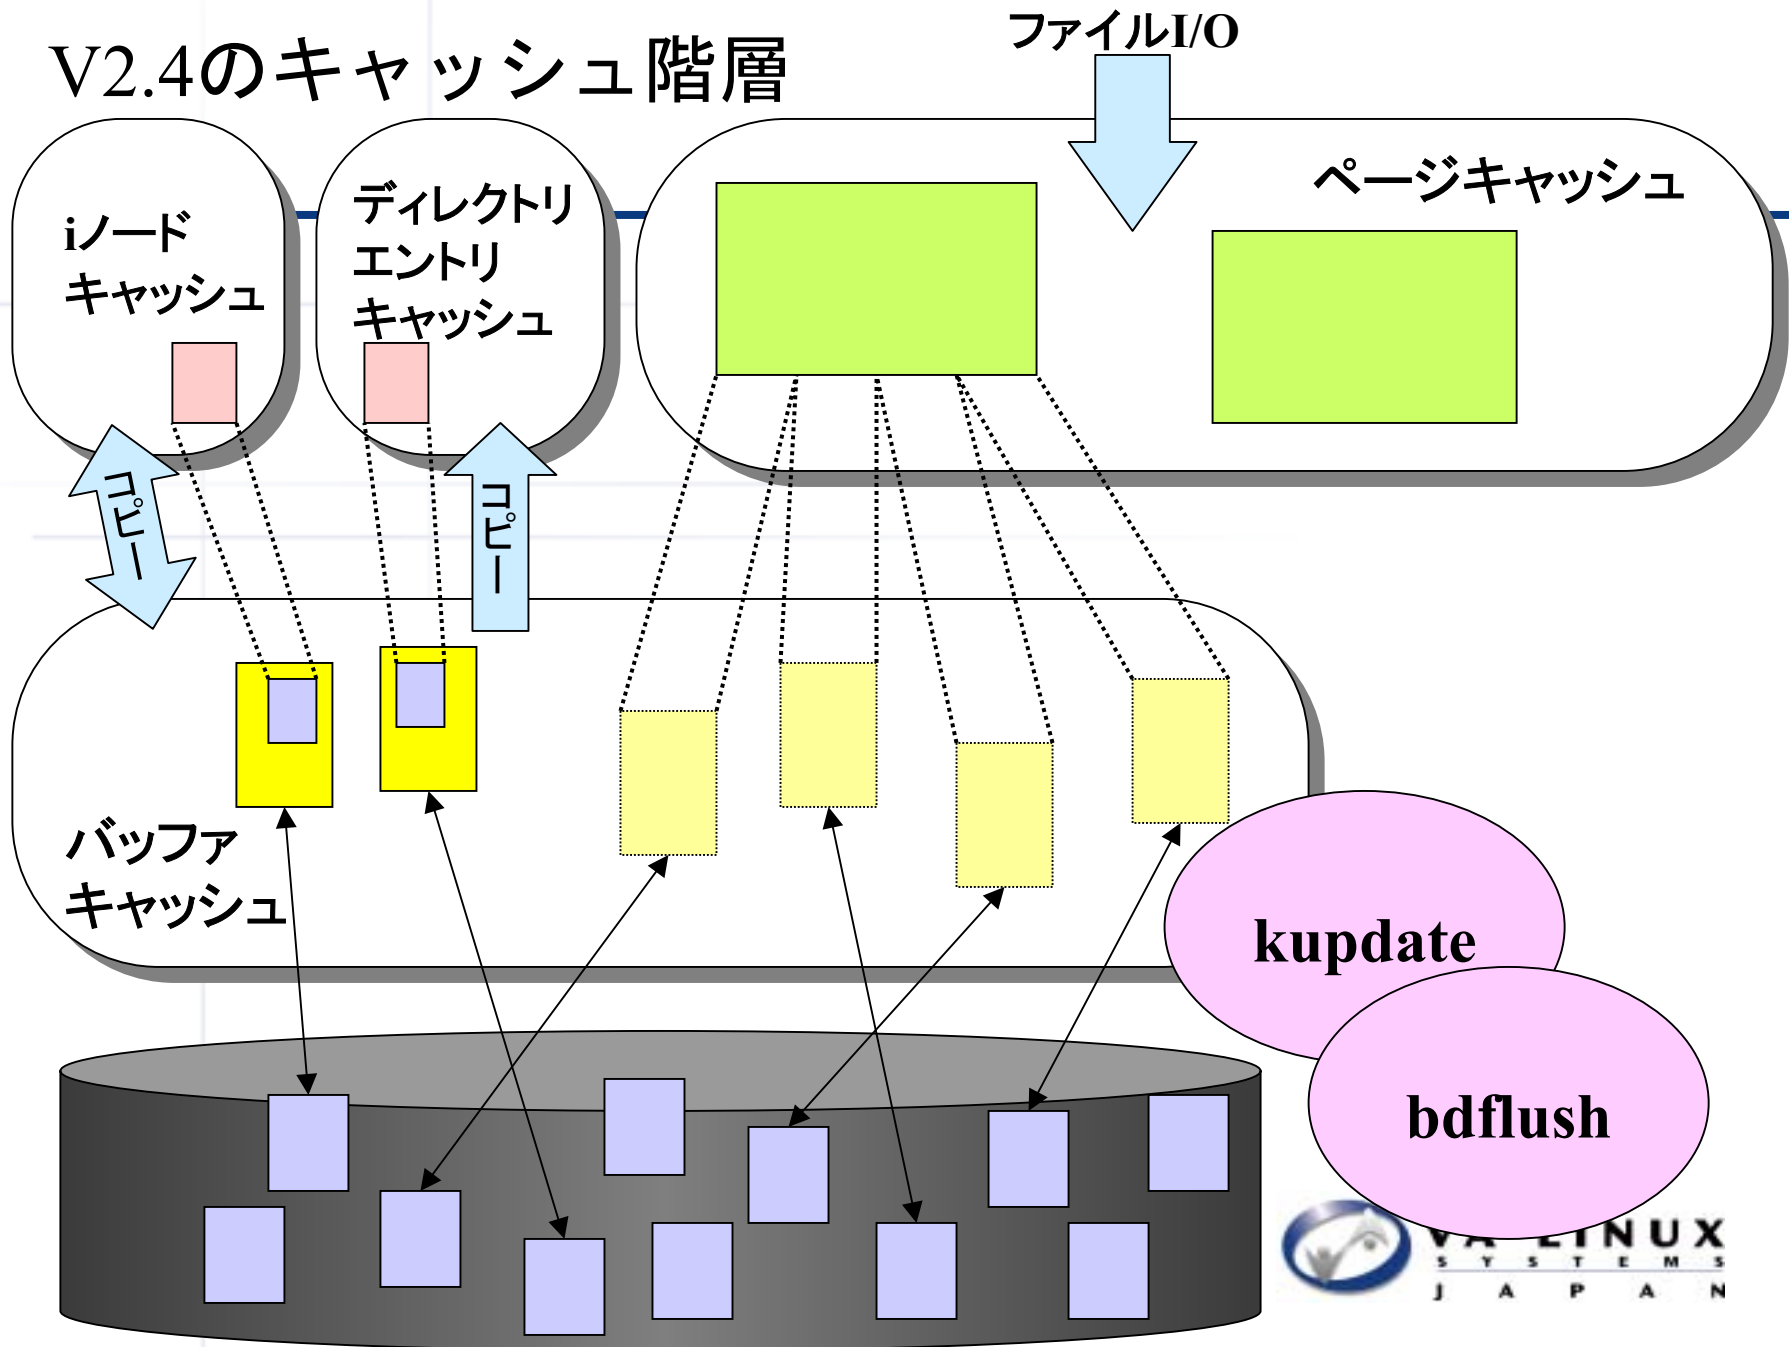 V2.4のキャッシュ階層
ファイルI/O
iノード
キャッシュ
ディレクトリ
エントリ
キャッシュ
ページキャッシュ
コピー
コピー
バッファ
キャッシュ
kupdate
bdflush
VA LINUX
SYSTEMS
JAPAN